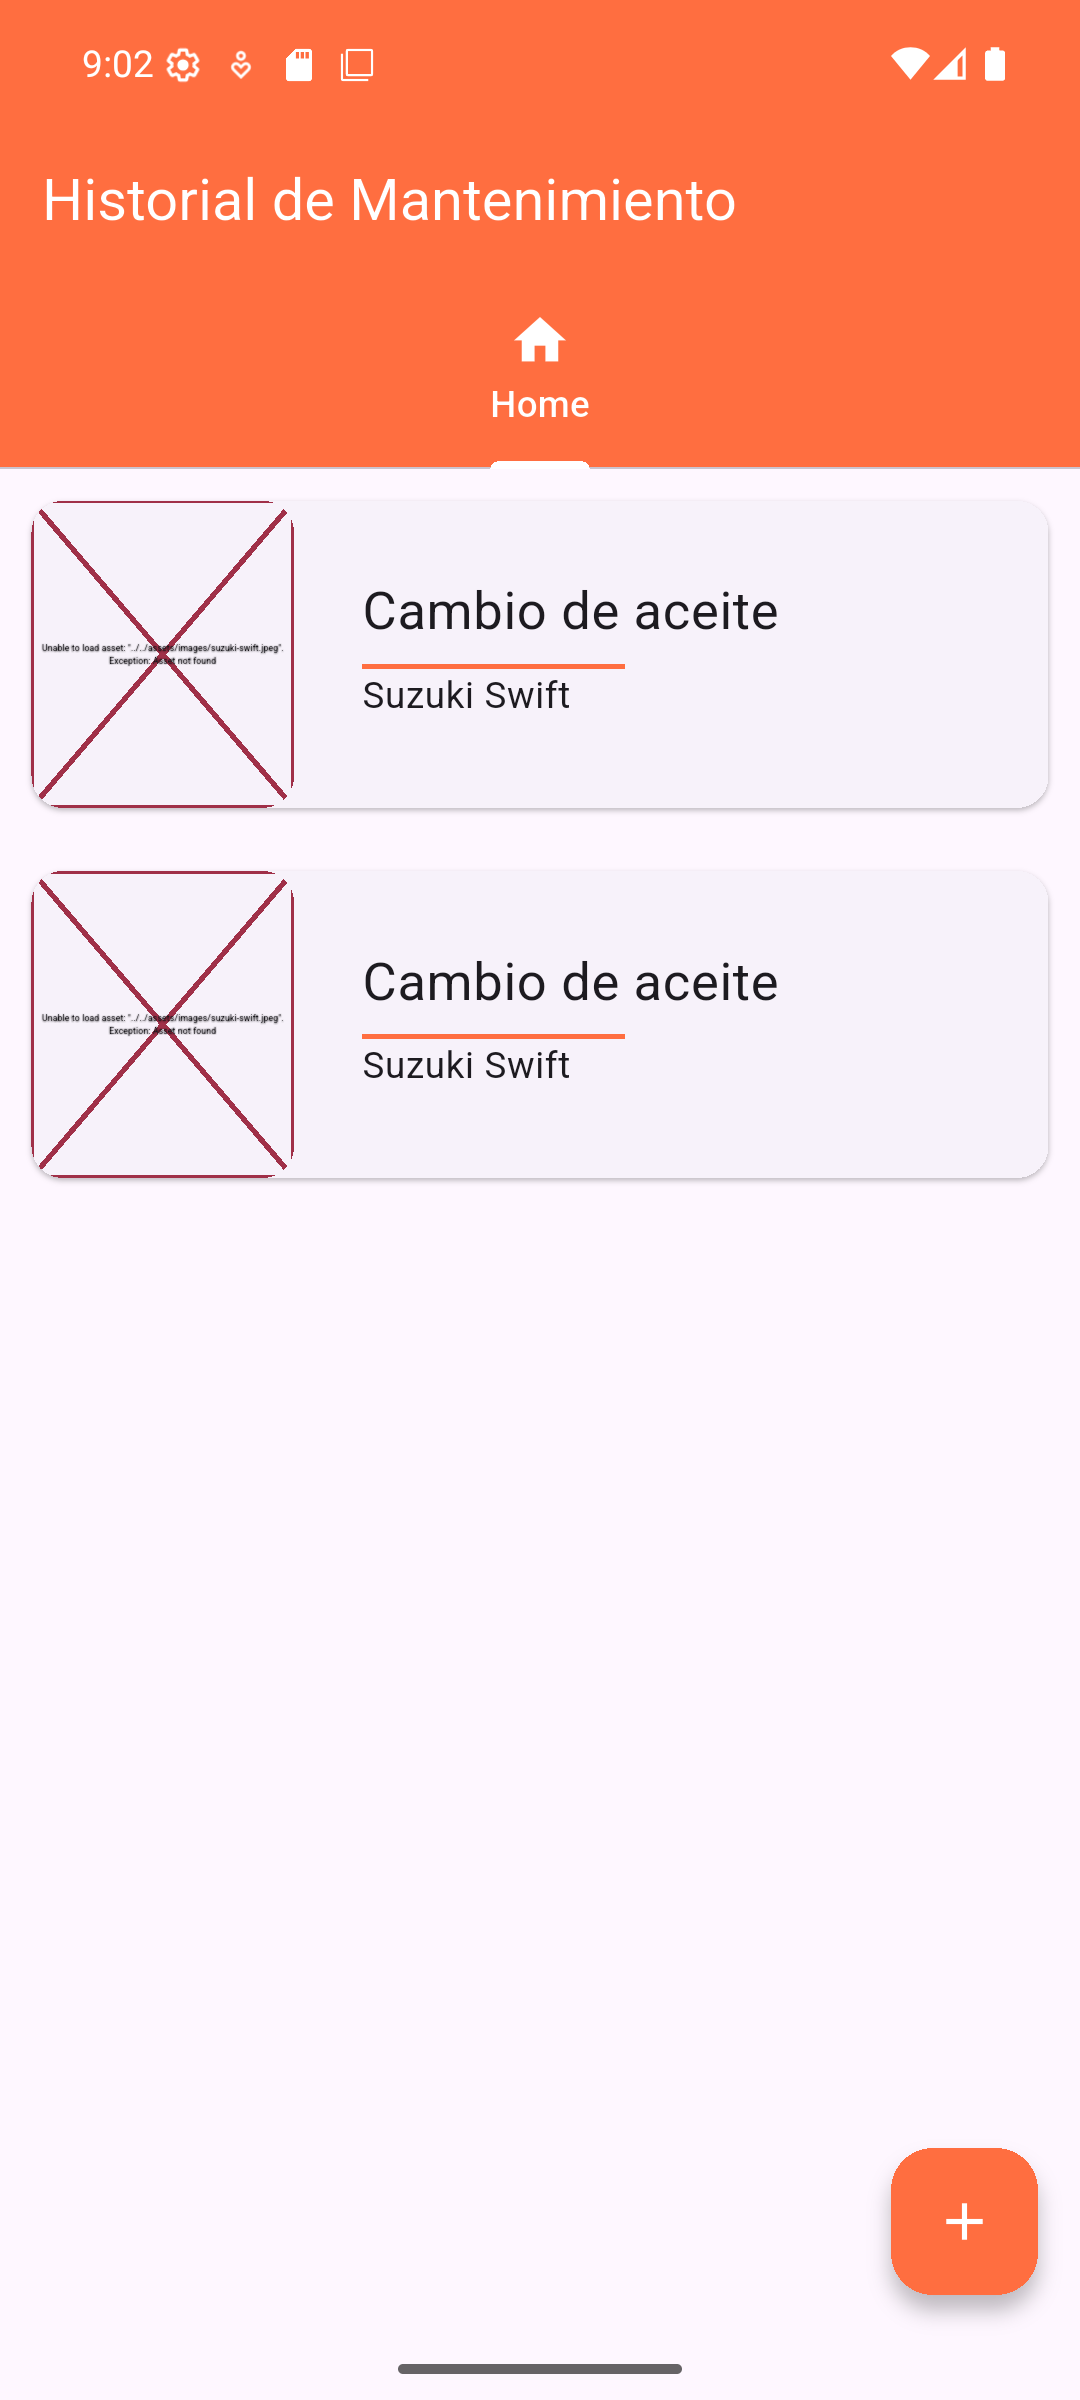 9:02
Historial de Mantenimiento
Home
Unable to load asset: "../../assets/images/suzuki-swift.jpeg".
Exception: Asset not found
Cambio de aceite
Suzuki Swift
Unable to load asset: "../../assets/images/suzuki-swift.jpeg".
Exception: Asset not found
Cambio de aceite
Suzuki Swift